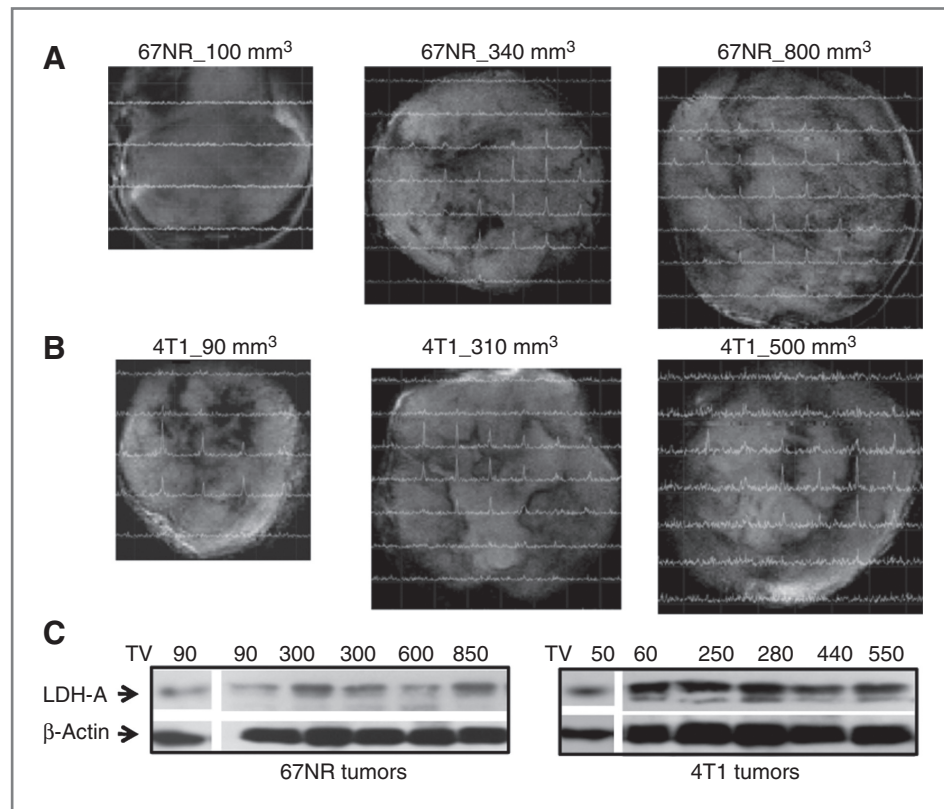 A
67NR_100 mm³ 67NR_340 mm³ 67NR_800 mm³
B
4T1_90 mm³ 4T1_310 mm³ 4T1_500 mm³
C
TV 90 90 300 300 600 850 TV 50 60 250 280 440 550
LDH-A
β-Actin
67NR tumors 4T1 tumors